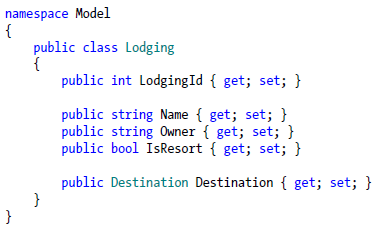 namespace Model
{
    public class Lodging
    {
        public int LodgingId { get; set; }

        public string Name { get; set; }
        public string Owner { get; set; }
        public bool IsResort { get; set; }

        public Destination Destination { get; set; }
    }
}